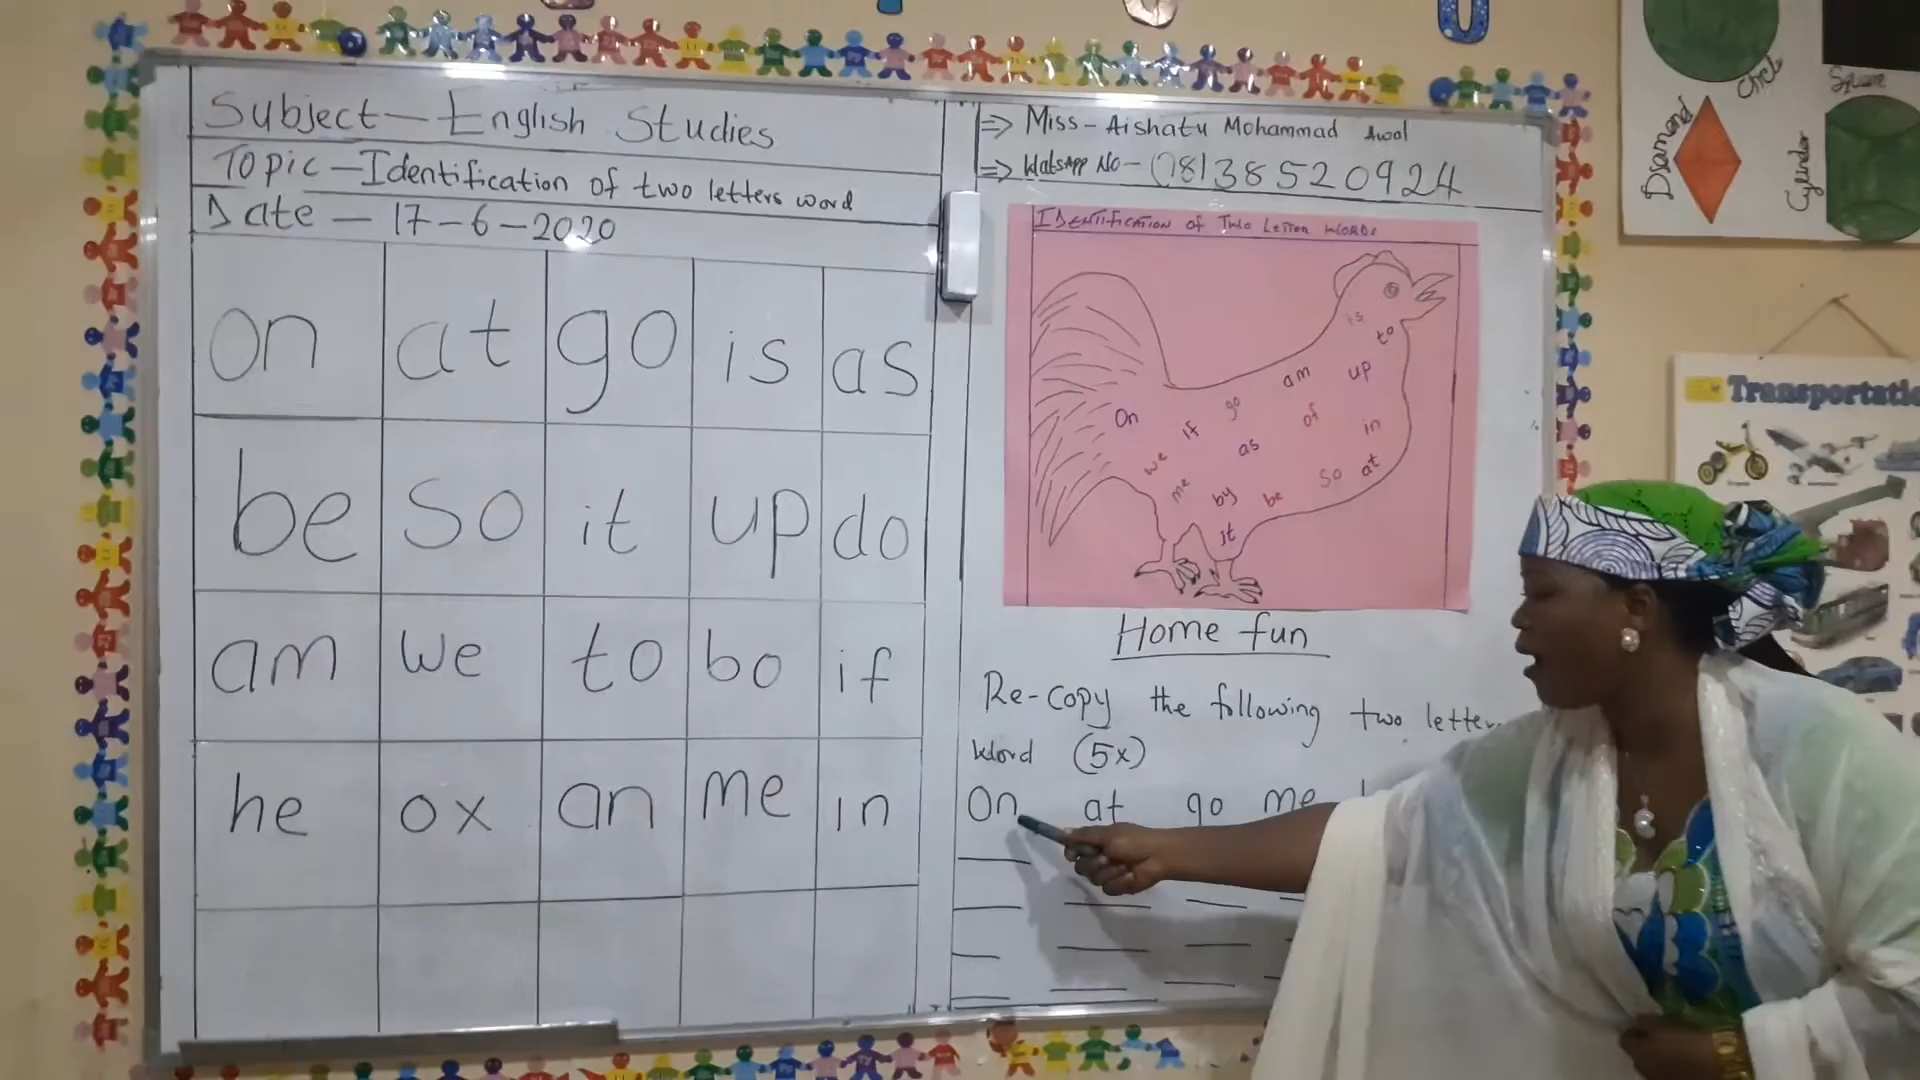 Subject — English Studies
Topic — Identification of two letters word
Date — 17-6-2020
on at go is as
be so it up do
am we to bo if
he ox an me in
⇒ Miss - Aishatu Mohammad Awal
⇒ WatsApp No - 08138520924
IDENTIFICATION OF TWO LETTER WORDS
is
to
am up
On if go of in
we as so at
me by be
it
Home fun
Re-copy the following two letter
word (5x)
On at go me
Circle
Square
Diamond
Cylinder
Transportatio